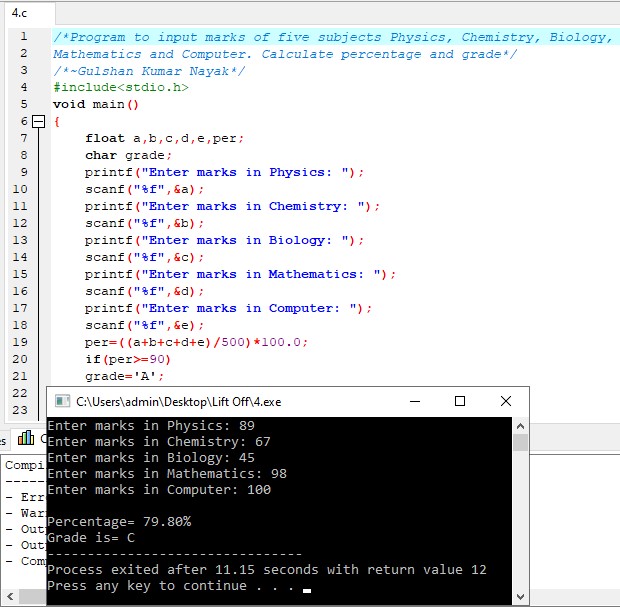 4.c
1 /*Program to input marks of five subjects Physics, Chemistry, Biology,
2 Mathematics and Computer. Calculate percentage and grade*/
3 /*~Gulshan Kumar Nayak*/
4 #include<stdio.h>
5 void main()
6 {
7 float a,b,c,d,e,per;
8 char grade;
9 printf("Enter marks in Physics: ");
10 scanf("%f",&a);
11 printf("Enter marks in Chemistry: ");
12 scanf("%f",&b);
13 printf("Enter marks in Biology: ");
14 scanf("%f",&c);
15 printf("Enter marks in Mathematics: ");
16 scanf("%f",&d);
17 printf("Enter marks in Computer: ");
18 scanf("%f",&e);
19 per=((a+b+c+d+e)/500)*100.0;
20 if(per>=90)
21 grade='A';
22
23
C:\Users\admin\Desktop\Lift Off\4.exe
Enter marks in Physics: 89
Enter marks in Chemistry: 67
Enter marks in Biology: 45
Enter marks in Mathematics: 98
Enter marks in Computer: 100
Percentage= 79.80%
Grade is= C
--------------------------------
Process exited after 11.15 seconds with return value 12
Press any key to continue . . .
es
Compi
-----
- Err
- War
- Out
- Out
- Com